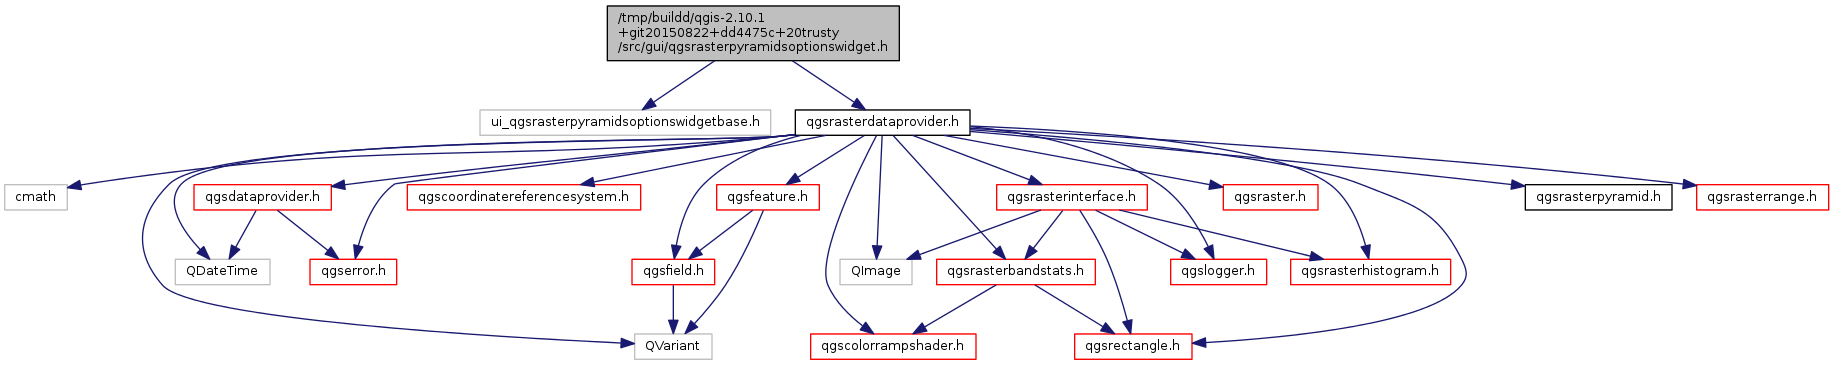 /tmp/buildd/qgis-2.10.1
+git20150822+dd4475c+20trusty
/src/gui/qgsrasterpyramidsoptionswidget.h
ui_qgsrasterpyramidsoptionswidgetbase.h
qgsrasterdataprovider.h
cmath
qgsdataprovider.h
qgscoordinatereferencesystem.h
qgsfeature.h
qgsrasterinterface.h
qgsraster.h
qgsrasterpyramid.h
qgsrasterrange.h
QDateTime
qgserror.h
qgsfield.h
QImage
qgsrasterbandstats.h
qgslogger.h
qgsrasterhistogram.h
QVariant
qgscolorrampshader.h
qgsrectangle.h